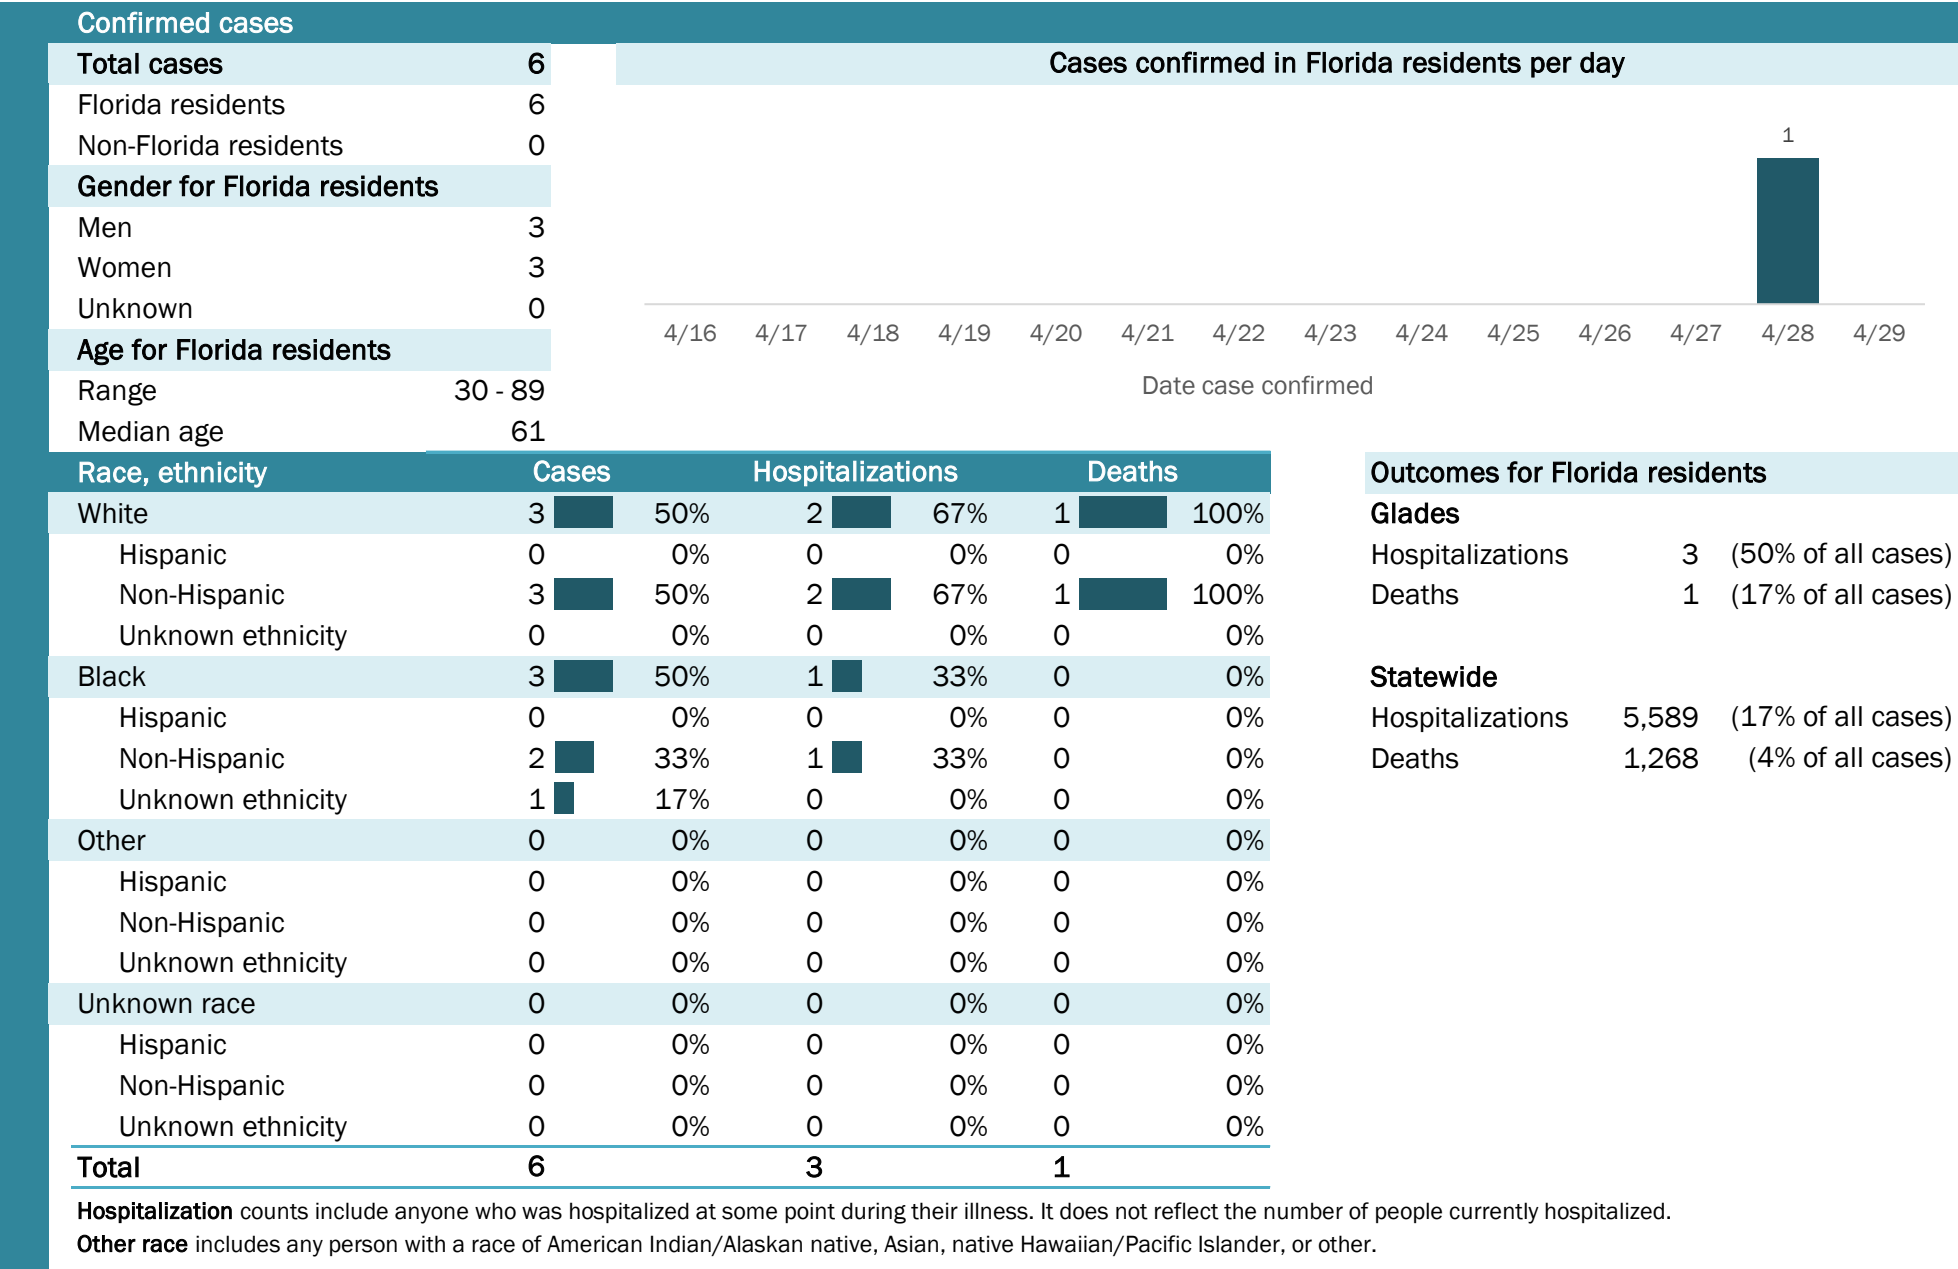 Confirmed cases
Total cases 6
Florida residents 6
Non-Florida residents 0
Gender for Florida residents
Men 3
Women 3
Unknown 0
Age for Florida residents
Range 30 - 89
Median age 61
Cases confirmed in Florida residents per day
1
4/16 4/17 4/18 4/19 4/20 4/21 4/22 4/23 4/24 4/25 4/26 4/27 4/28 4/29
Date case confirmed
Race, ethnicity Cases Hospitalizations Deaths
White 3 50% 2 67% 1 100%
Hispanic 0 0% 0 0% 0 0%
Non-Hispanic 3 50% 2 67% 1 100%
Unknown ethnicity 0 0% 0 0% 0 0%
Black 3 50% 1 33% 0 0%
Hispanic 0 0% 0 0% 0 0%
Non-Hispanic 2 33% 1 33% 0 0%
Unknown ethnicity 1 17% 0 0% 0 0%
Other 0 0% 0 0% 0 0%
Hispanic 0 0% 0 0% 0 0%
Non-Hispanic 0 0% 0 0% 0 0%
Unknown ethnicity 0 0% 0 0% 0 0%
Unknown race 0 0% 0 0% 0 0%
Hispanic 0 0% 0 0% 0 0%
Non-Hispanic 0 0% 0 0% 0 0%
Unknown ethnicity 0 0% 0 0% 0 0%
Total 6 3 1
Outcomes for Florida residents
Glades
Hospitalizations 3 (50% of all cases)
Deaths 1 (17% of all cases)
Statewide
Hospitalizations 5,589 (17% of all cases)
Deaths 1,268 (4% of all cases)
Hospitalization counts include anyone who was hospitalized at some point during their illness. It does not reflect the number of people currently hospitalized.
Other race includes any person with a race of American Indian/Alaskan native, Asian, native Hawaiian/Pacific Islander, or other.